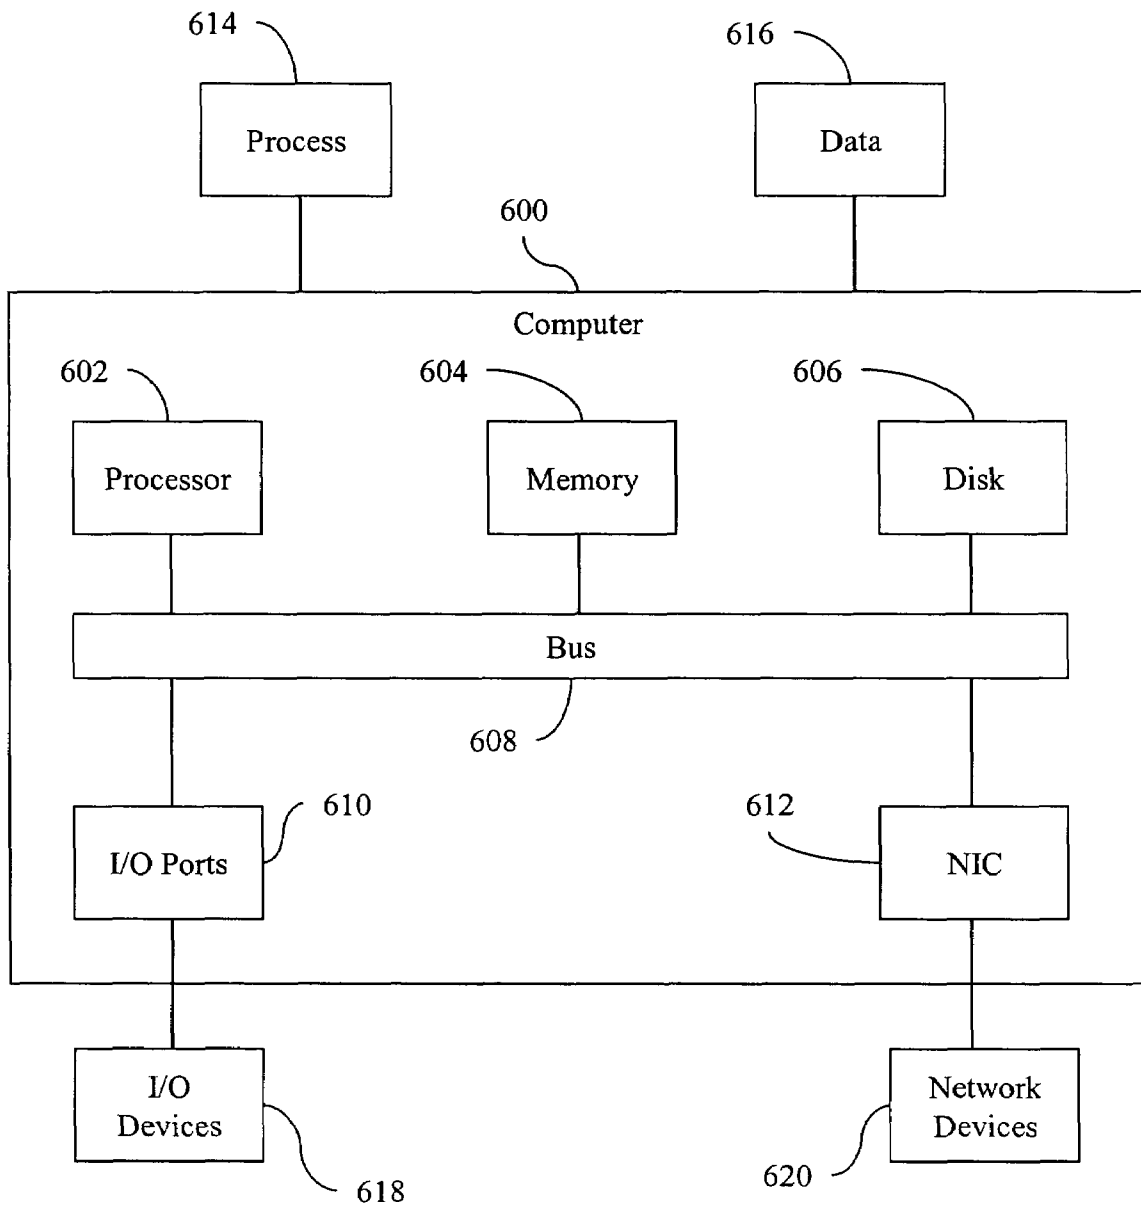 614
616
Process
Data
600
Computer
602
604
606
Processor
Memory
Disk
Bus
608
610
612
I/O Ports
NIC
I/O
Devices
Network
Devices
618
620